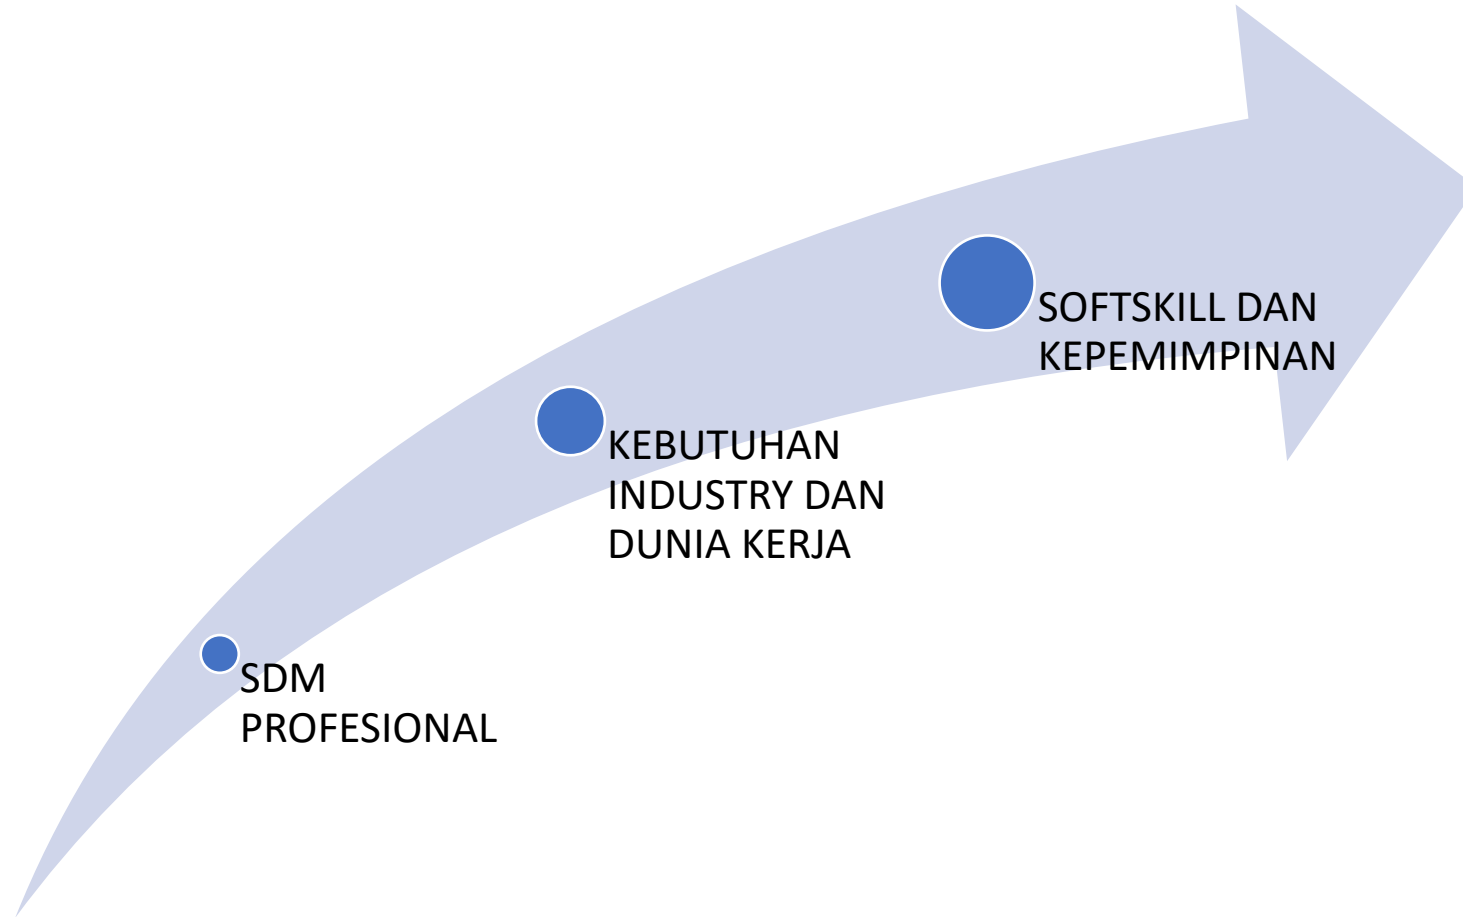 SOFTSKILL DAN
KEPEMIMPINAN
KEBUTUHAN
INDUSTRY DAN
DUNIA KERJA
SDM
PROFESIONAL